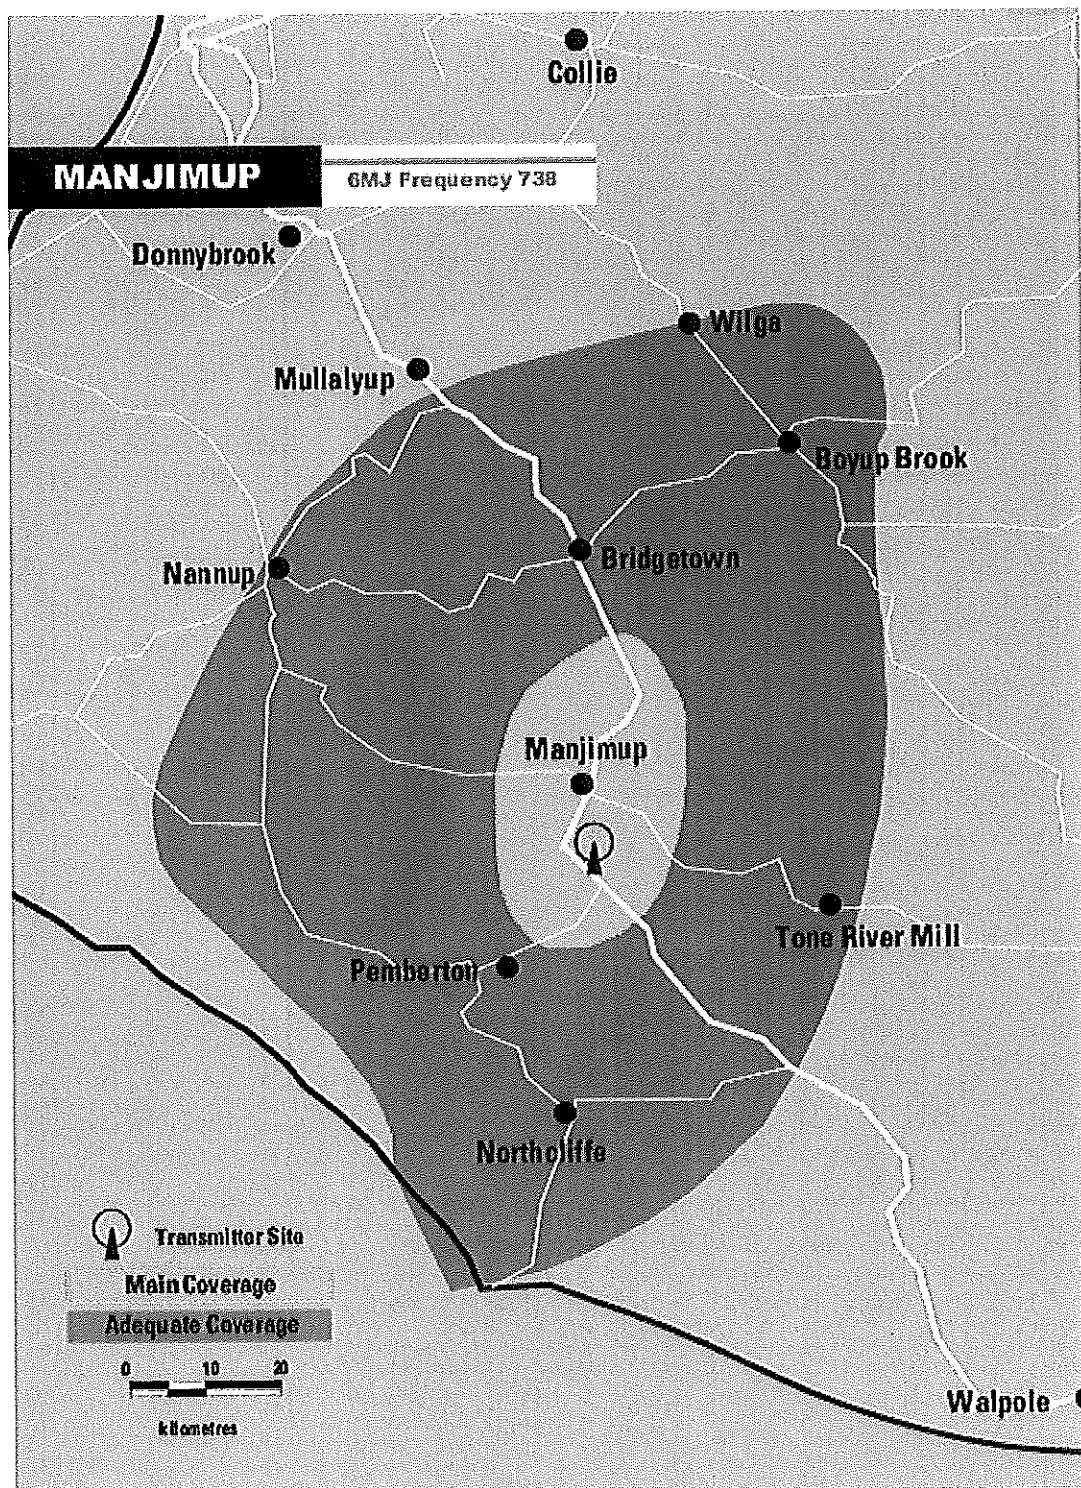 Collie
MANJIMUP
6MJ Frequency 738
Donnybrook
Wilga
Mullalyup
Boyup Brook
Bridgetown
Nannup
Manjimup
Tone River Mill
Pemberton
Northcliffe
Transmitter Site
Main Coverage
Adequate Coverage
0 10 20
kilometres
Walpole